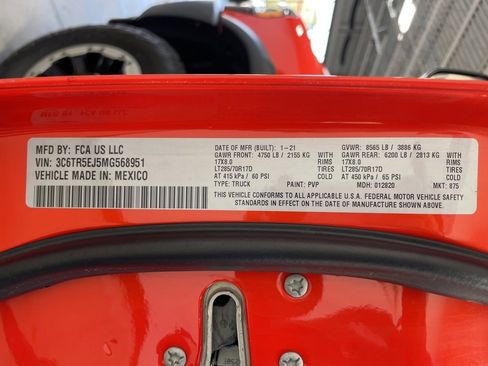 MFD BY: FCA US LLC
VIN: 3C6TR5EJ5MG568951
VEHICLE MADE IN: MEXICO
DATE OF MFR (BUILT): 1-21 GVWR: 8565 LB / 3886 KG
GAWR FRONT: 4750 LB / 2155 KG GAWR REAR: 6200 LB / 2813 KG
17X8.0 TIRES 17X8.0 TIRES
LT285/70R17D RIMS LT285/70R17D RIMS
AT 415 kPa / 60 PSI COLD AT 450 kPa / 65 PSI COLD
TYPE: TRUCK PAINT: PVP MDH: 012820 MKT: 875
THIS VEHICLE CONFORMS TO ALL APPLICABLE U.S.A. FEDERAL MOTOR VEHICLE SAFETY
STANDARDS IN EFFECT ON THE DATE OF MANUFACTURE SHOWN ABOVE.